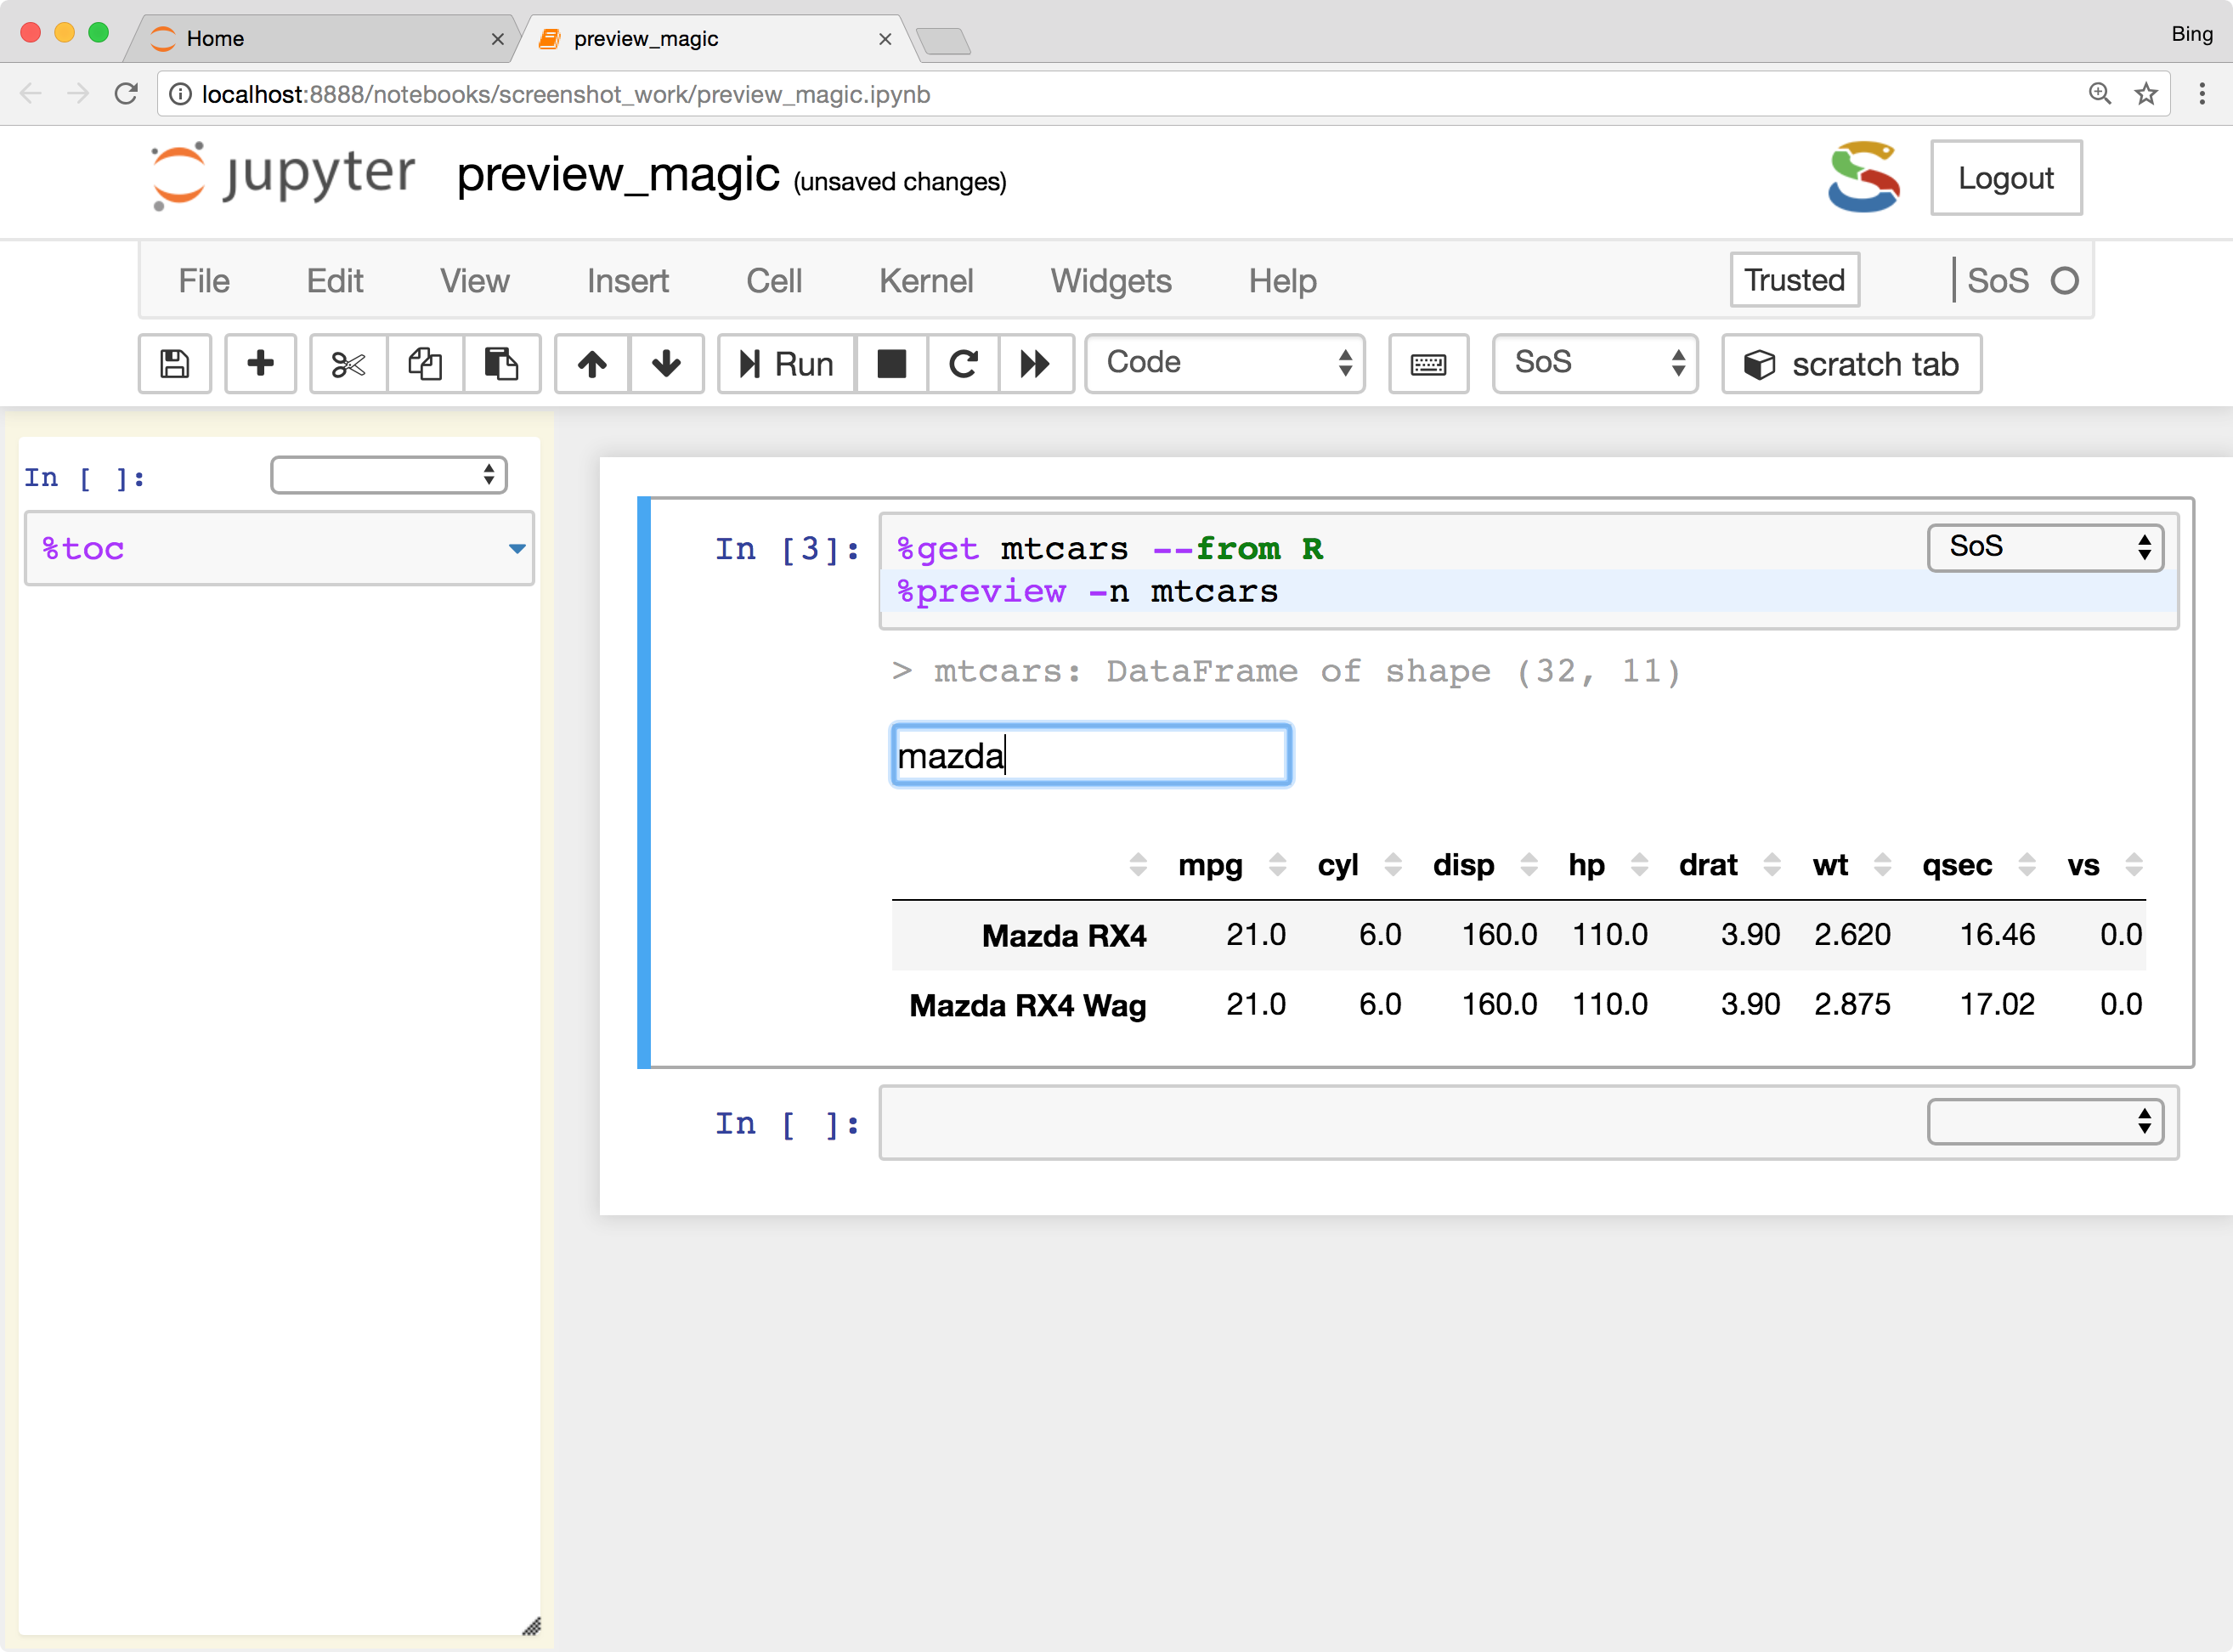 Home
preview_magic
Bing
localhost:8888/notebooks/screenshot_work/preview_magic.ipynb
jupyter preview_magic (unsaved changes)
Logout
File Edit View Insert Cell Kernel Widgets Help Trusted SoS
Run Code SoS scratch tab
In [ ]:
%toc
In [3]: %get mtcars --from R SoS
%preview -n mtcars
> mtcars: DataFrame of shape (32, 11)
mazda
mpg cyl disp hp drat wt qsec vs
Mazda RX4 21.0 6.0 160.0 110.0 3.90 2.620 16.46 0.0
Mazda RX4 Wag 21.0 6.0 160.0 110.0 3.90 2.875 17.02 0.0
In [ ]: